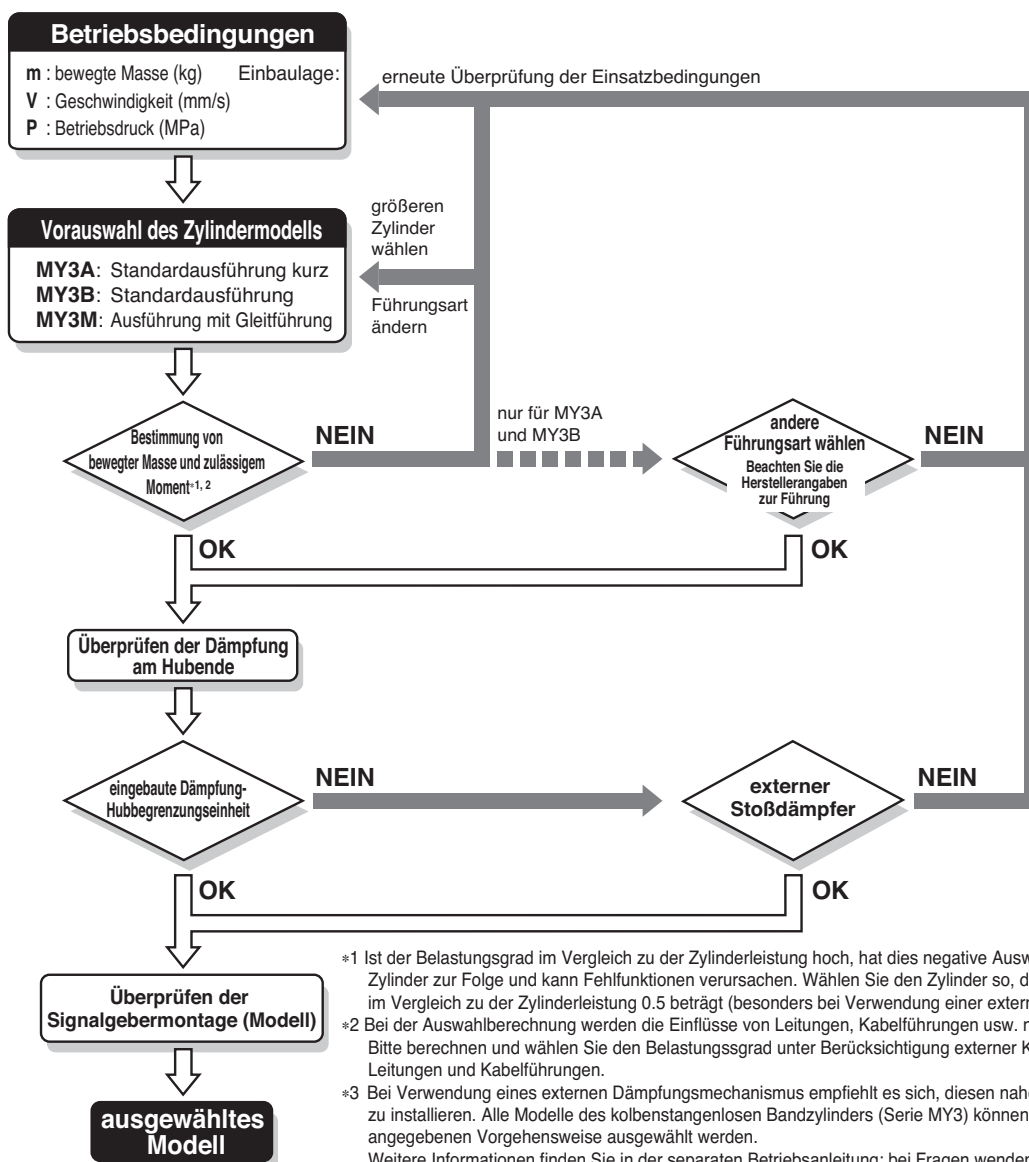 Betriebsbedingungen
m : bewegte Masse (kg) Einbaulage:
V : Geschwindigkeit (mm/s)
P : Betriebsdruck (MPa)
erneute Überprüfung der Einsatzbedingungen
Vorauswahl des Zylindermodells
MY3A: Standardausführung kurz
MY3B: Standardausführung
MY3M: Ausführung mit Gleitführung
größeren
Zylinder
wählen
Führungsart
ändern
Bestimmung von
bewegter Masse und zulässigem
Moment*1, 2
NEIN
nur für MY3A
und MY3B
andere
Führungsart wählen
Beachten Sie die
Herstellerangaben
zur Führung
NEIN
OK
OK
Überprüfen der Dämpfung
am Hubende
eingebaute Dämpfung-
Hubbegrenzungseinheit
NEIN
externer
Stoßdämpfer
NEIN
OK
OK
Überprüfen der
Signalgebermontage (Modell)
ausgewähltes
Modell
*1 Ist der Belastungsgrad im Vergleich zu der Zylinderleistung hoch, hat dies negative
Zylinder zur Folge und kann Fehlfunktionen verursachen. Wählen Sie den Zylinder so,
im Vergleich zu der Zylinderleistung 0.5 beträgt (besonders bei Verwendung einer
*2 Bei der Auswahlberechnung werden die Einflüsse von Leitungen, Kabelführungen usw.
Bitte berechnen und wählen Sie den Belastungssgrad unter Berücksichtigung externer
Leitungen und Kabelführungen.
*3 Bei Verwendung eines externen Dämpfungsmechanismus empfiehlt es sich, diesen
zu installieren. Alle Modelle des kolbenstangenlosen Bandzylinders (Serie MY3) können
angegebenen Vorgehensweise ausgewählt werden.
Weitere Informationen finden Sie in der separaten Betriebsanleitung; bei Fragen